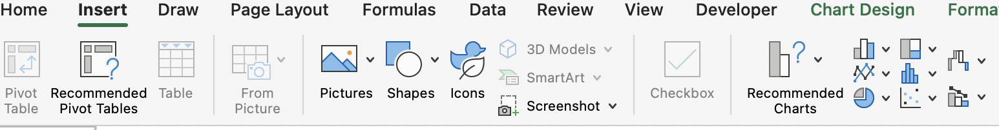 Home Insert Draw Page Layout Formulas Data Review View Developer Chart Design Forma
Pivot
Table
Recommended
Pivot Tables
Table
From
Picture
Pictures
Shapes
Icons
3D Models
SmartArt
Screenshot
Checkbox
Recommended
Charts